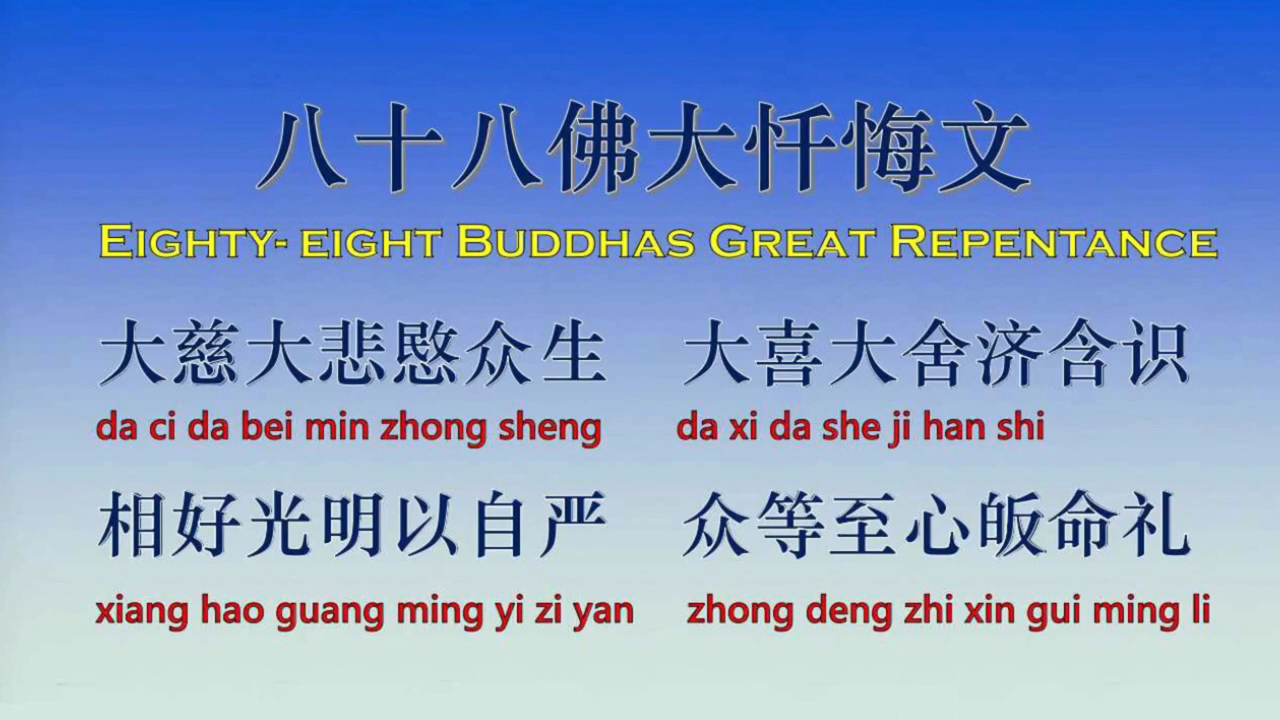 八十八佛大忏悔文
EIGHTY- EIGHT BUDDHAS GREAT REPENTANCE
大慈大悲愍众生 大喜大舍济含识
da ci da bei min zhong sheng da xi da she ji han shi
相好光明以自严 众等至心皈命礼
xiang hao guang ming yi zi yan zhong deng zhi xin gui ming li